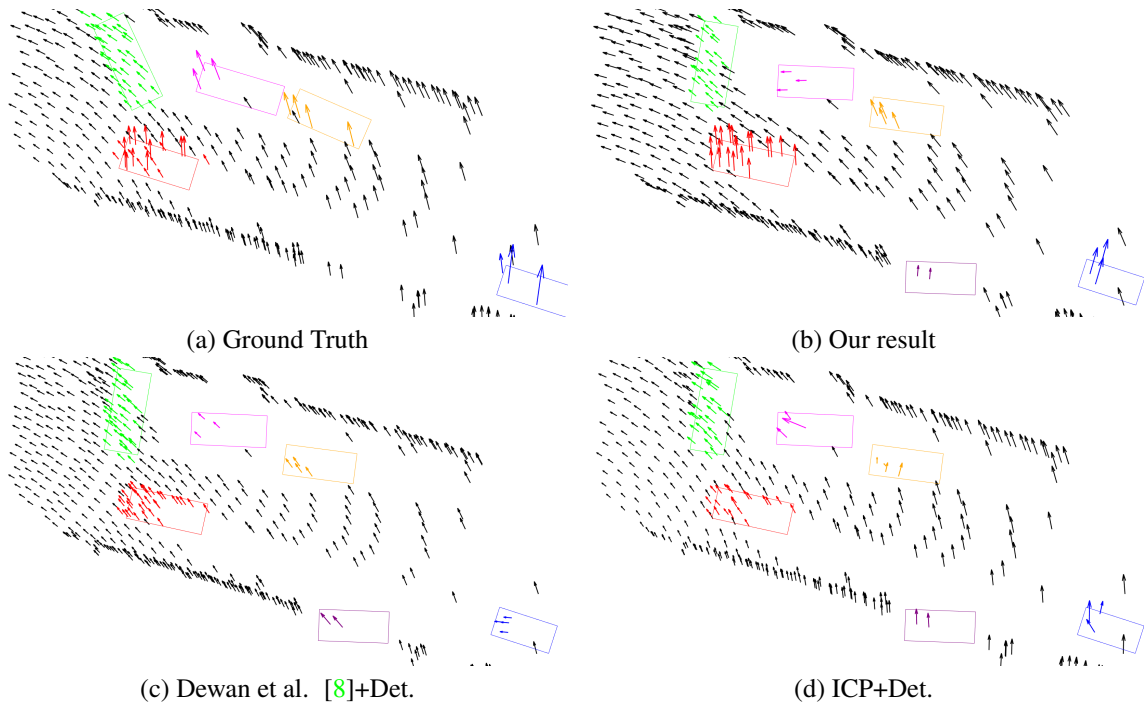 (a) Ground Truth
(b) Our result
(c) Dewan et al. [8]+Det.
(d) ICP+Det.